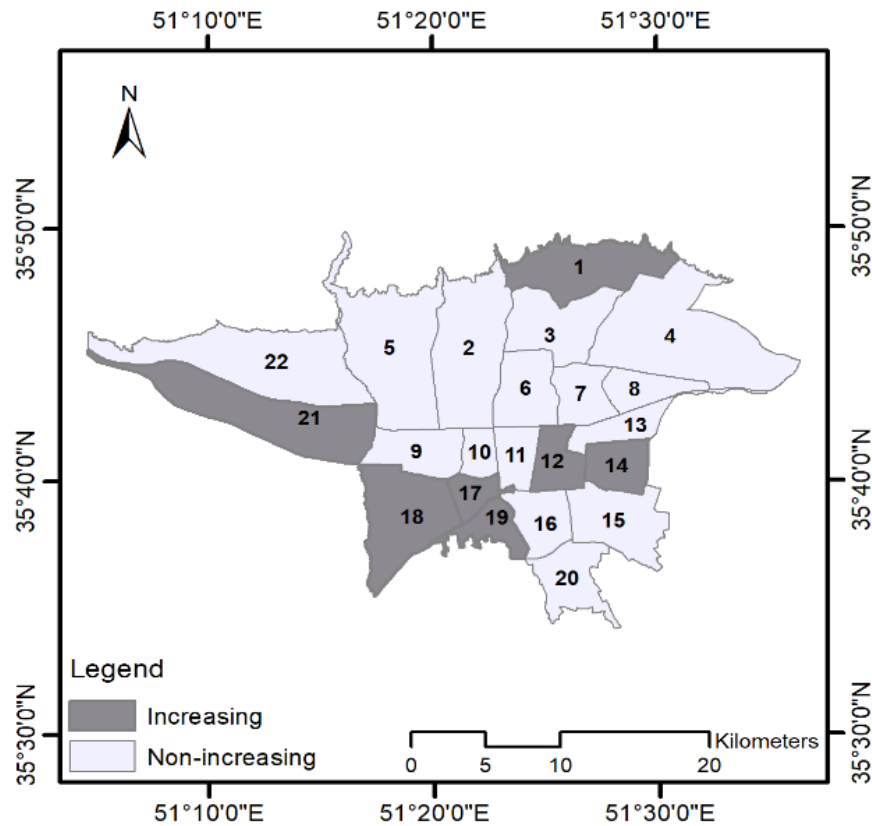 51°10'0"E 51°20'0"E 51°30'0"E
N
35°50'0"N 35°50'0"N
1
3 4
5 2
22
6 7 8
21
13
9 10 11 12 14
35°40'0"N 35°40'0"N
17
18 19 16 15
20
Legend
Increasing
Non-increasing
Kilometers
0 5 10 20
35°30'0"N 35°30'0"N
51°10'0"E 51°20'0"E 51°30'0"E